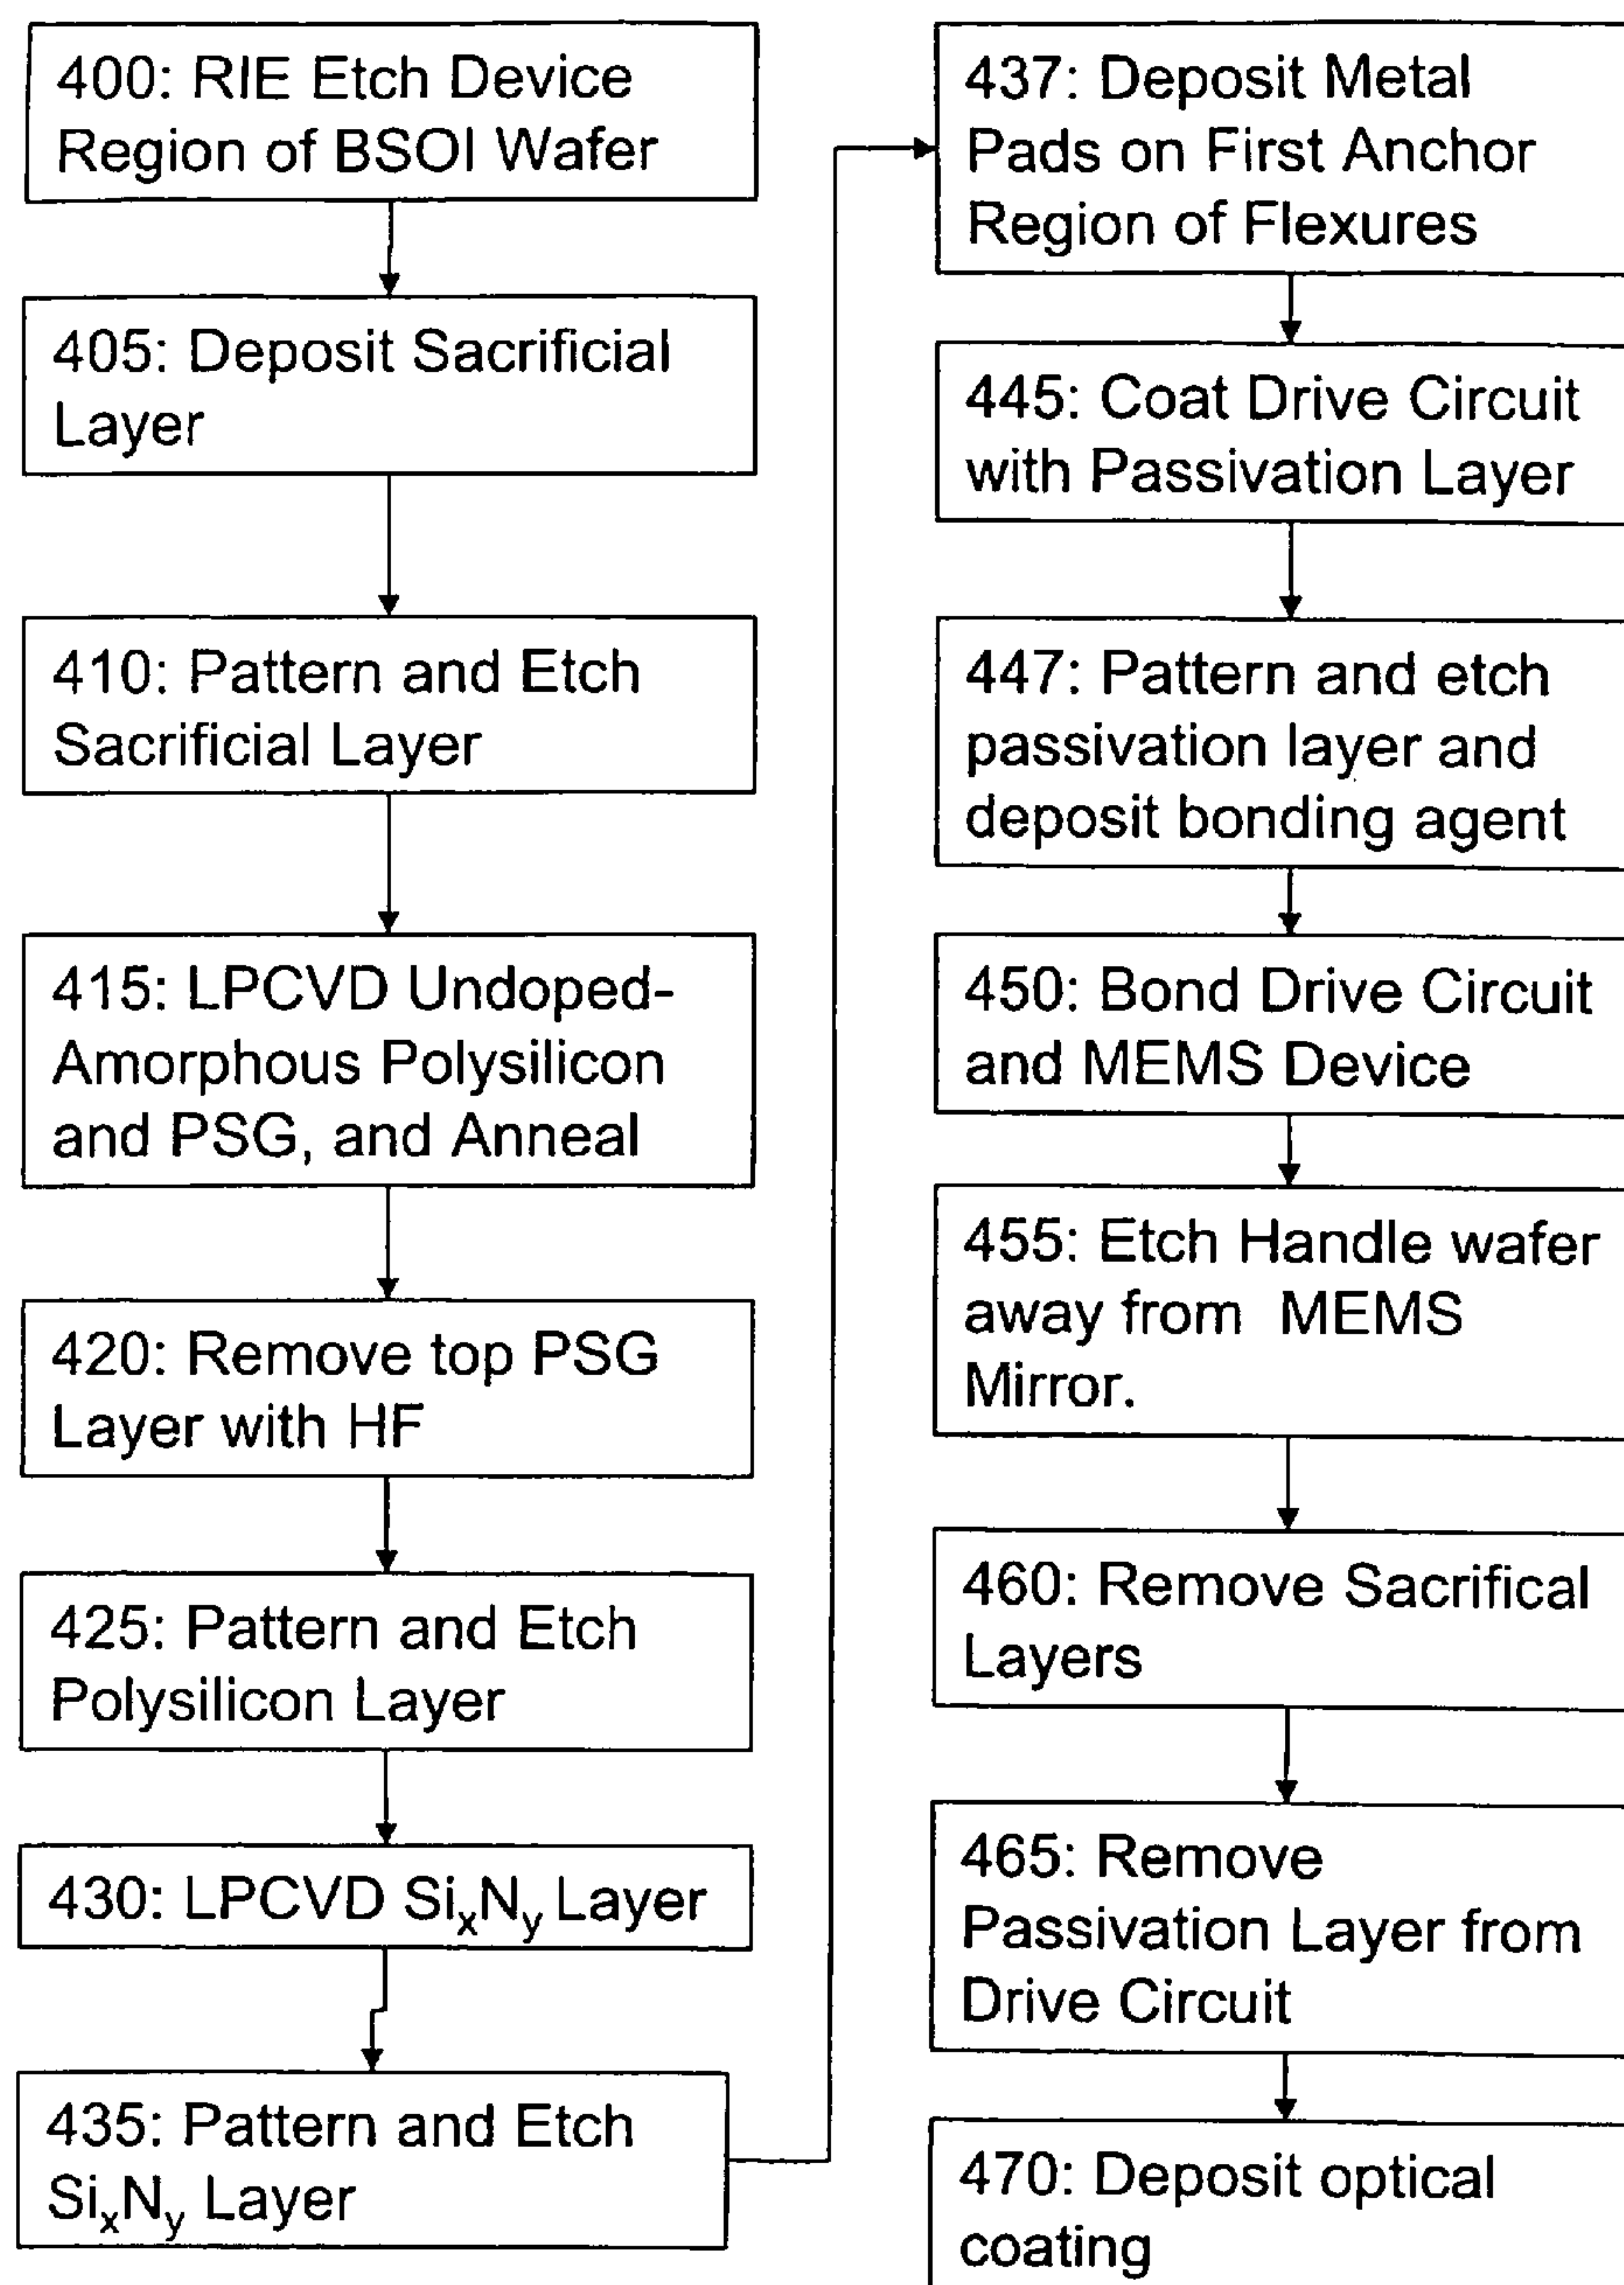 400: RIE Etch Device
Region of BSOI Wafer
405: Deposit Sacrificial
Layer
410: Pattern and Etch
Sacrificial Layer
415: LPCVD Undoped-
Amorphous Polysilicon
and PSG, and Anneal
420: Remove top PSG
Layer with HF
425: Pattern and Etch
Polysilicon Layer
430: LPCVD SixNy Layer
435: Pattern and Etch
SixNy Layer
437: Deposit Metal
Pads on First Anchor
Region of Flexures
445: Coat Drive Circuit
with Passivation Layer
447: Pattern and etch
passivation layer and
deposit bonding agent
450: Bond Drive Circuit
and MEMS Device
455: Etch Handle wafer
away from MEMS
Mirror.
460: Remove Sacrifical
Layers
465: Remove
Passivation Layer from
Drive Circuit
470: Deposit optical
coating